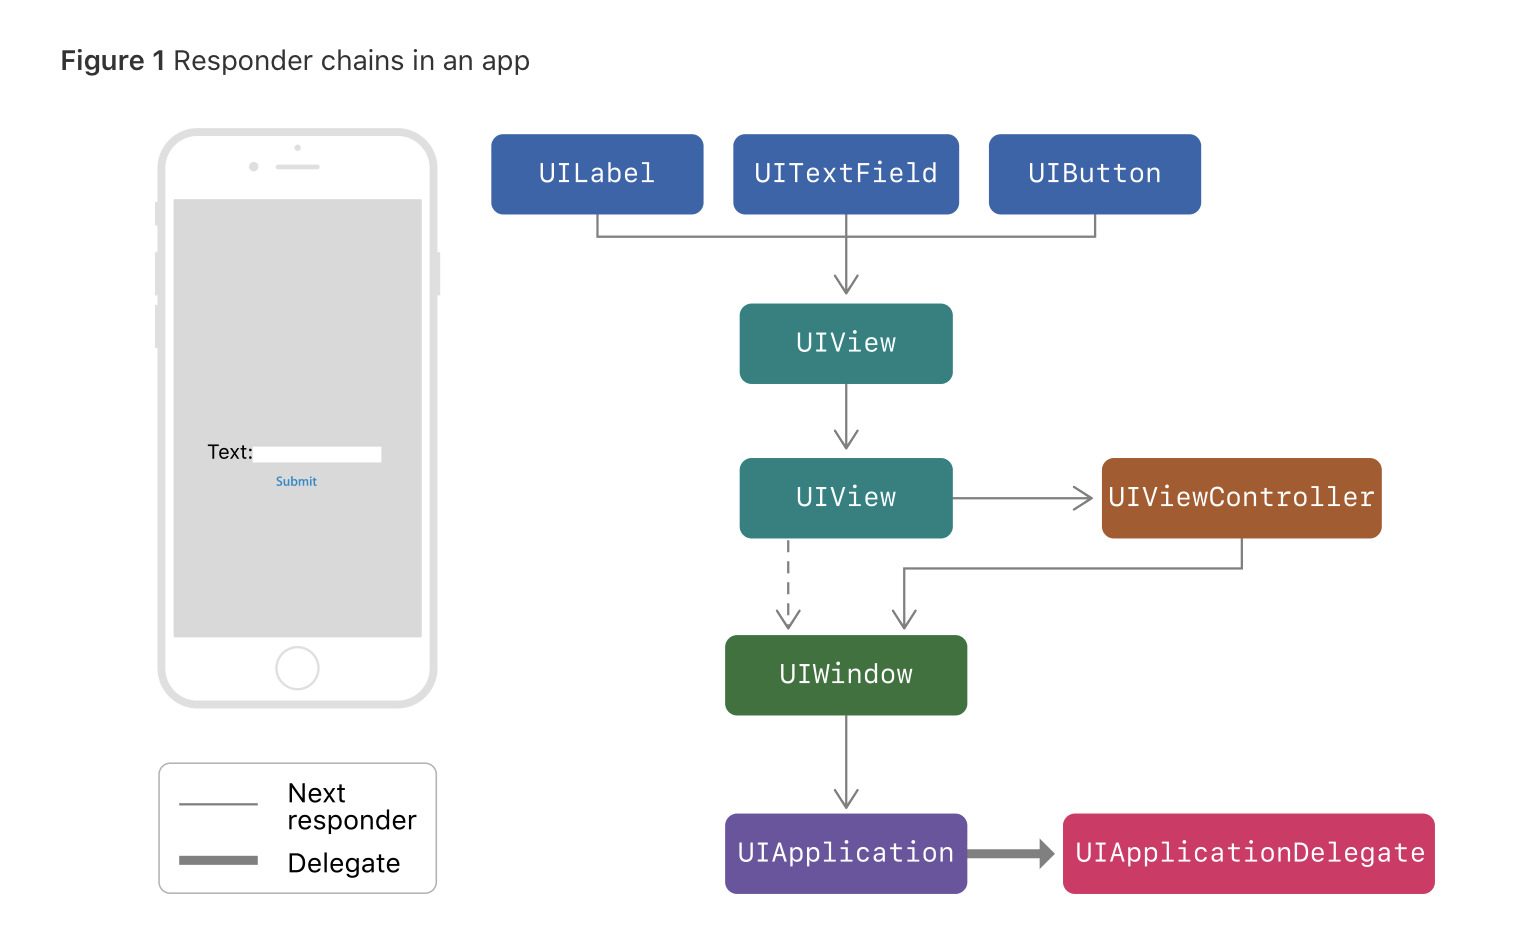 Figure 1 Responder chains in an app
UILabel
UITextField
UIButton
UIView
Text:
Submit
UIView
UIViewController
UIWindow
Next
responder
Delegate
UIApplication
UIApplicationDelegate